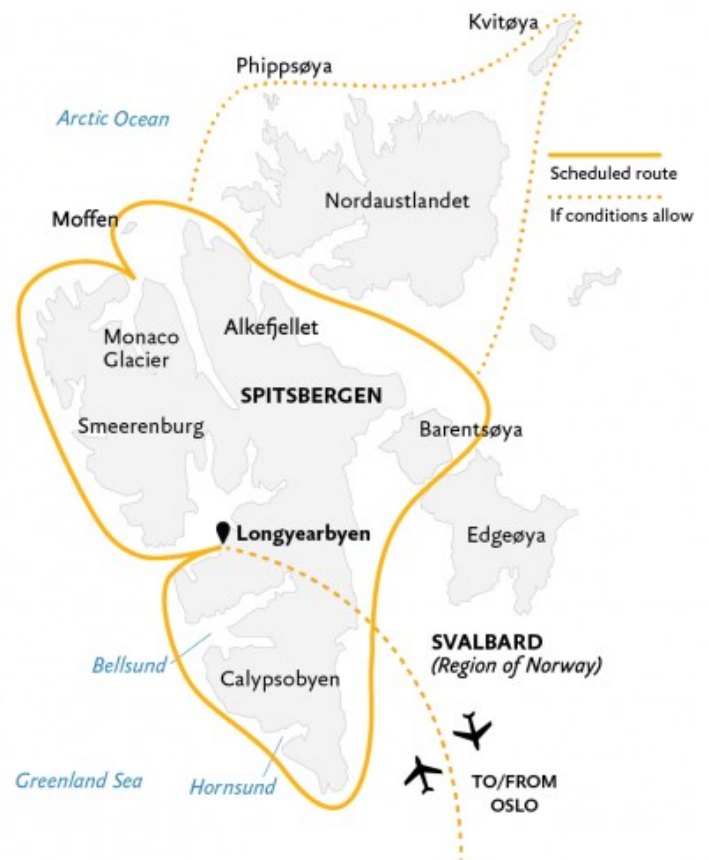 Kvitøya
Phippsøya
Arctic Ocean
Scheduled route
Nordaustlandet
If conditions allow
Moffen
Alkefjellet
Monaco
Glacier
SPITSBERGEN
Smeerenburg
Barentsøya
Longyearbyen
Edgeøya
SVALBARD
(Region of Norway)
Bellsund
Calypsobyen
Greenland Sea
Hornsund
TO/FROM
OSLO